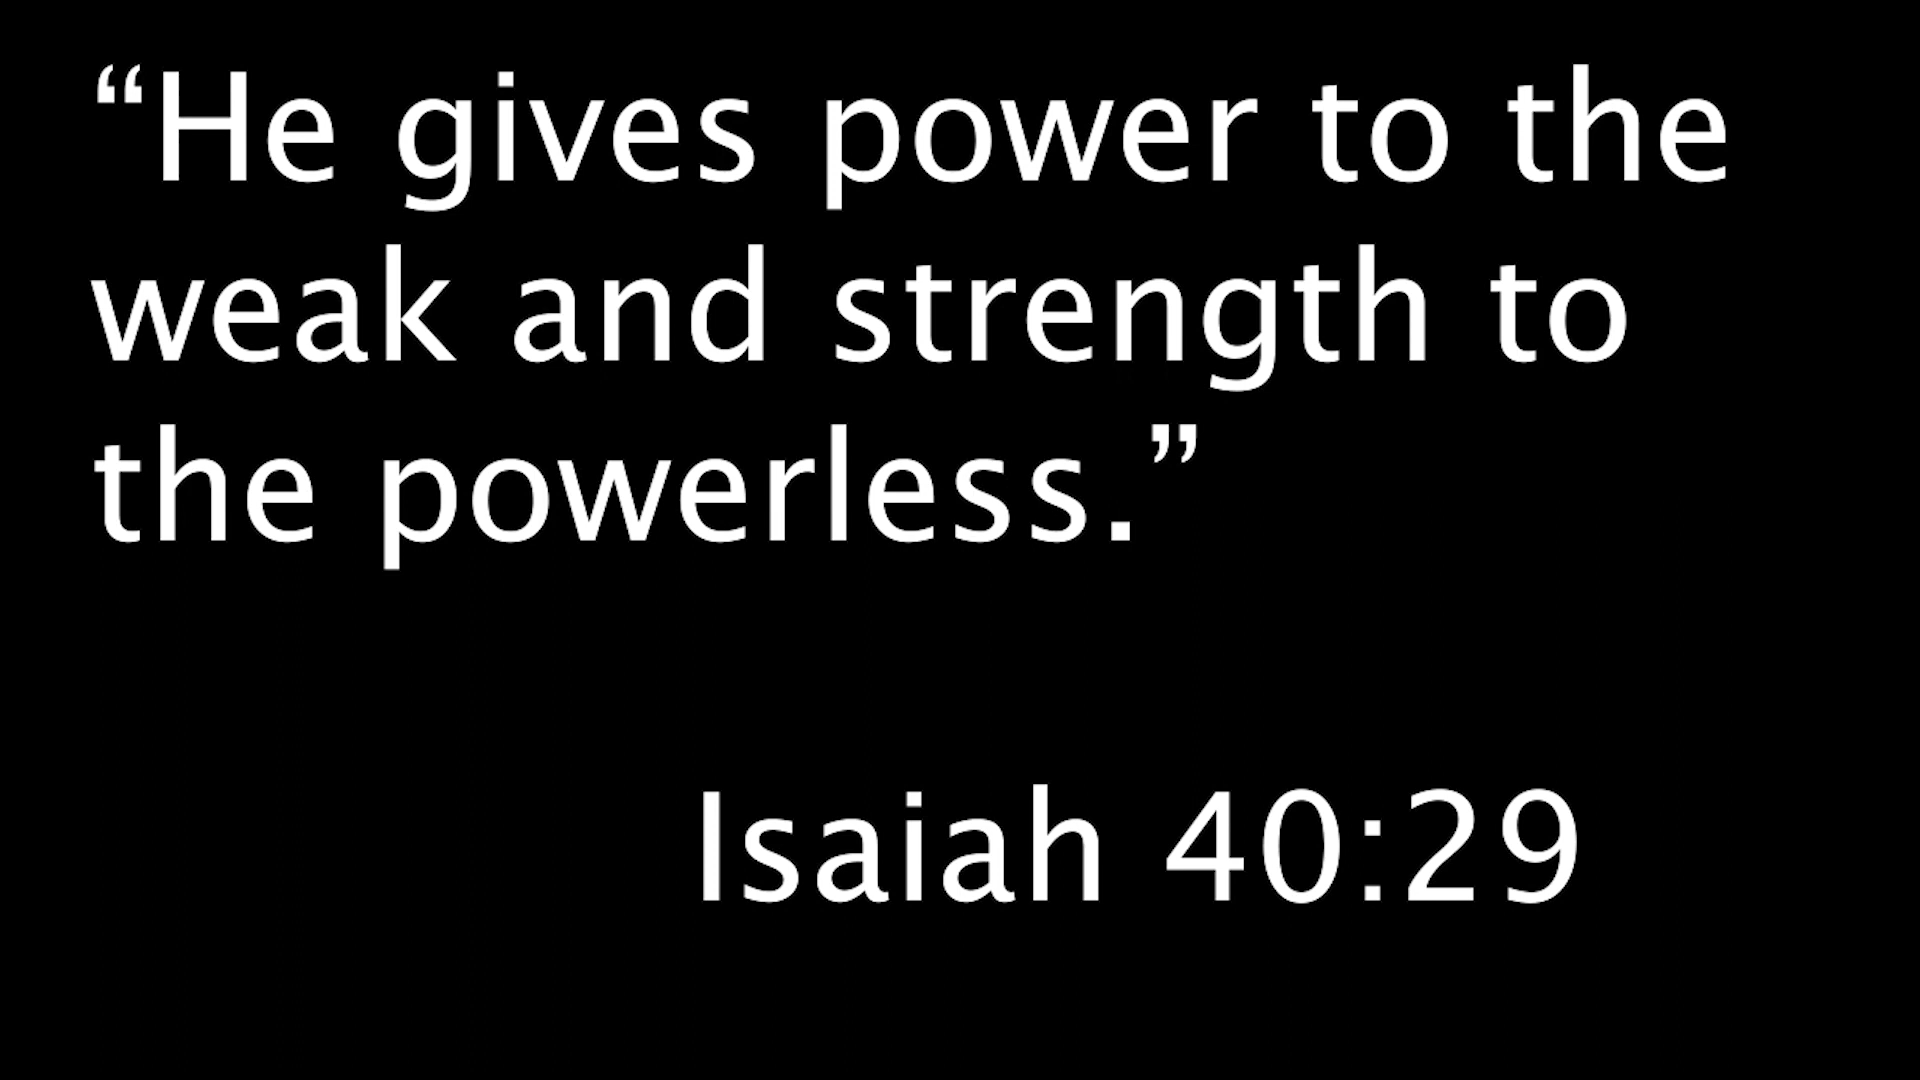 “He gives power to the
weak and strength to
the powerless.”
Isaiah 40:29